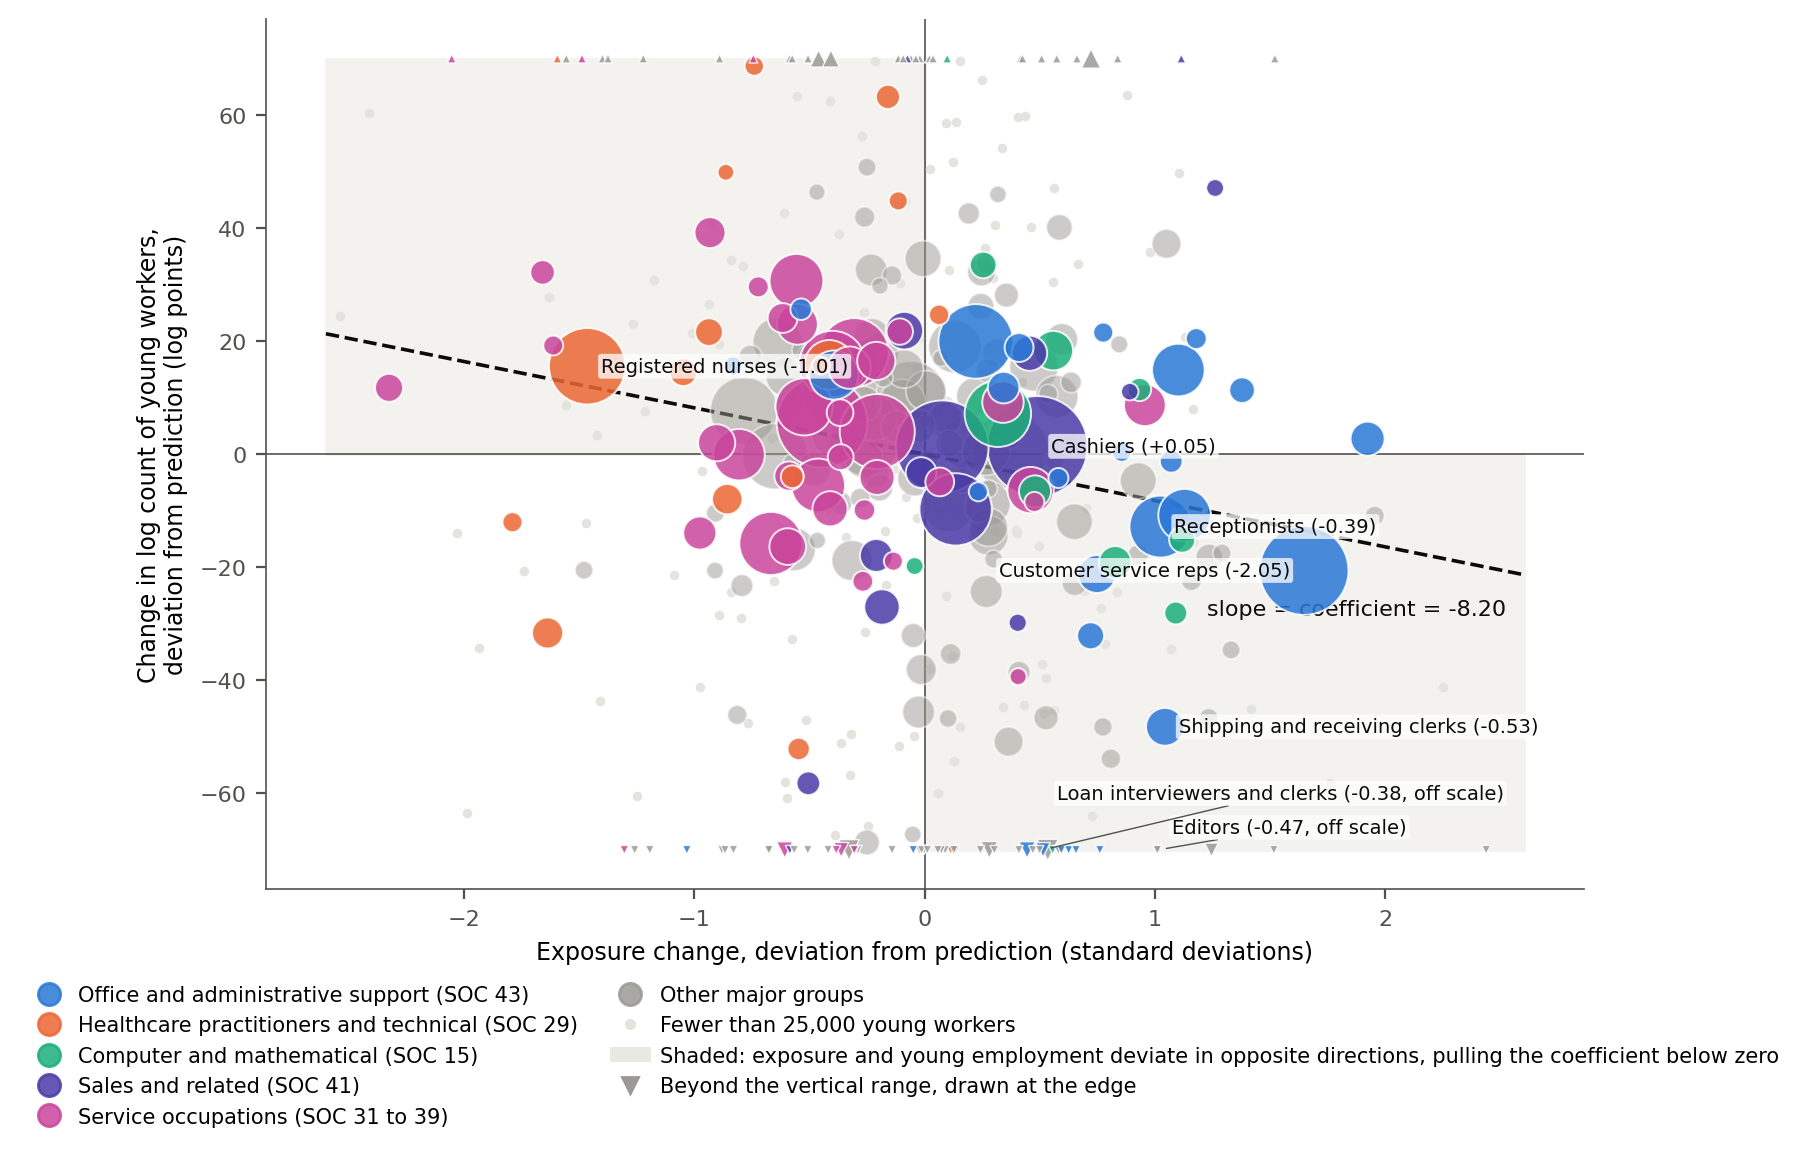 Change in log count of young workers,
deviation from prediction (log points)
60
40
20
0
−20
−40
−60
Registered nurses (-1.01)
Cashiers (+0.05)
Receptionists (-0.39)
Customer service reps (-2.05)
slope = coefficient = -8.20
Shipping and receiving clerks (-0.53)
Loan interviewers and clerks (-0.38, off scale)
Editors (-0.47, off scale)
−2
−1
0
1
2
Exposure change, deviation from prediction (standard deviations)
Office and administrative support (SOC 43)
Healthcare practitioners and technical (SOC 29)
Computer and mathematical (SOC 15)
Sales and related (SOC 41)
Service occupations (SOC 31 to 39)
Other major groups
Fewer than 25,000 young workers
Shaded: exposure and young employment deviate in opposite directions, pulling the coefficient below zero
Beyond the vertical range, drawn at the edge